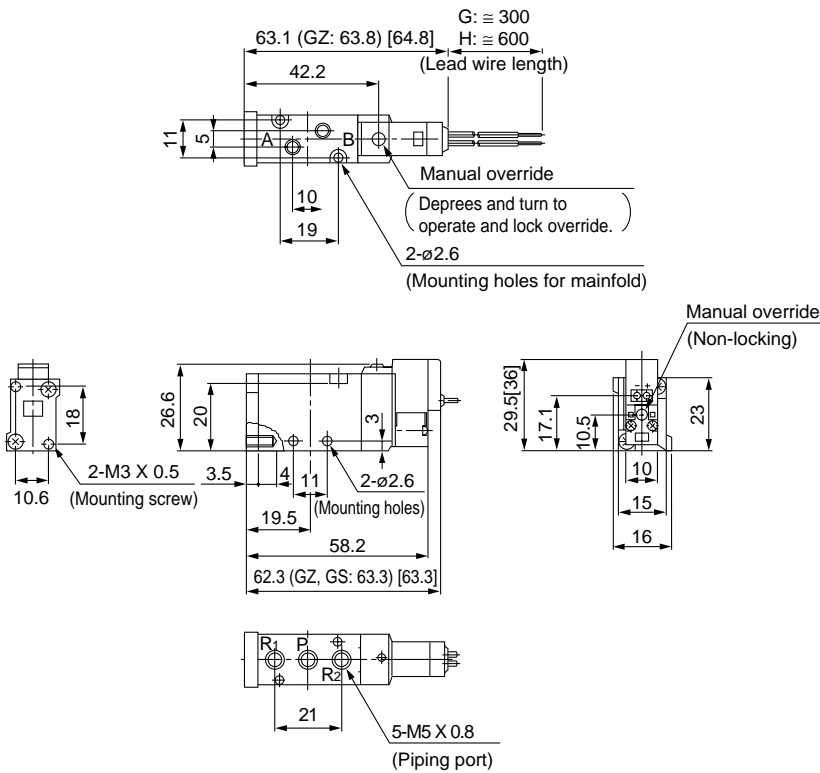 G: ≅ 300
63.1 (GZ: 63.8) [64.8]
H: ≅ 600
(Lead wire length)
42.2
11
5
A
B
Manual override
(Deprees and turn to
operate and lock override.)
10
19
2-ø2.6
(Mounting holes for mainfold)
Manual override
(Non-locking)
18
10.6
2-M3 X 0.5
(Mounting screw)
26.6
20
3
3.5
4
11
2-ø2.6
(Mounting holes)
19.5
58.2
62.3 (GZ, GS: 63.3) [63.3]
29.5[36]
17.1
10.5
- +
23
10
15
16
R1
P
R2
21
5-M5 X 0.8
(Piping port)